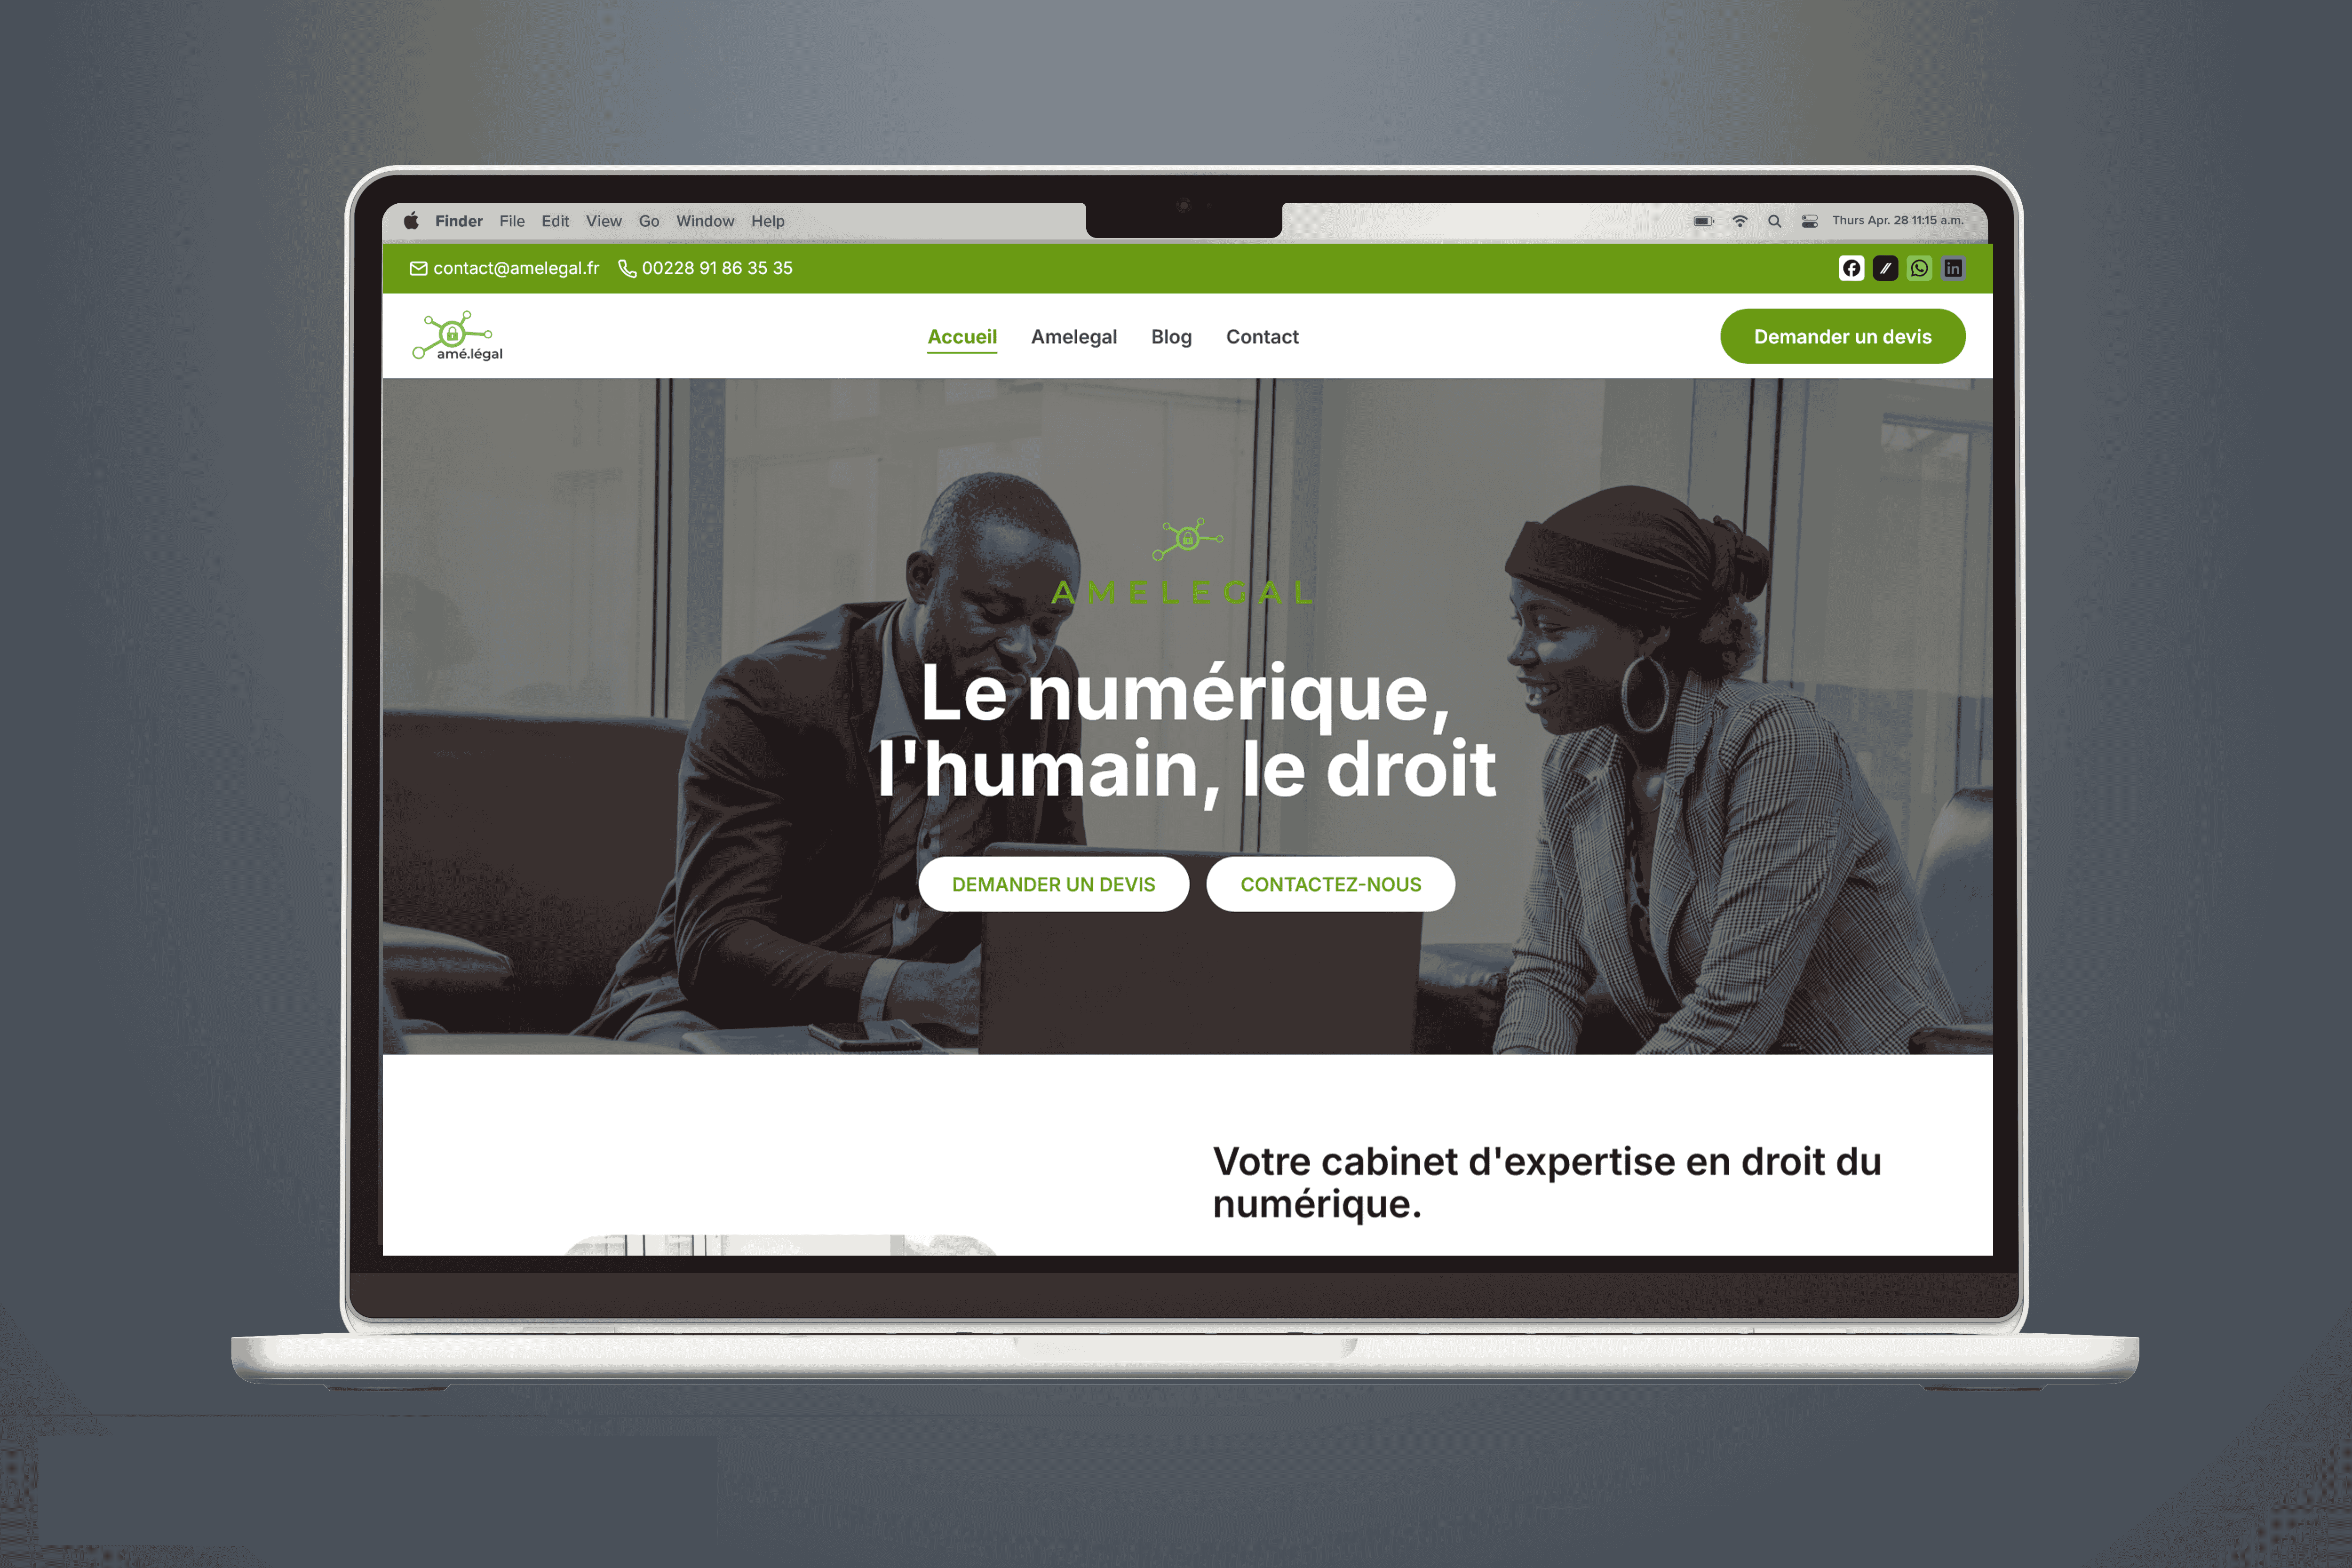 Finder File Edit View Go Window Help
Thurs Apr. 28 11:15 a.m.
contact@amelegal.fr 00228 91 86 35 35
amé.légal
Accueil Amelegal Blog Contact
Demander un devis
AMELEGAL
Le numérique,
l'humain, le droit
DEMANDER UN DEVIS CONTACTEZ-NOUS
Votre cabinet d'expertise en droit du
numérique.